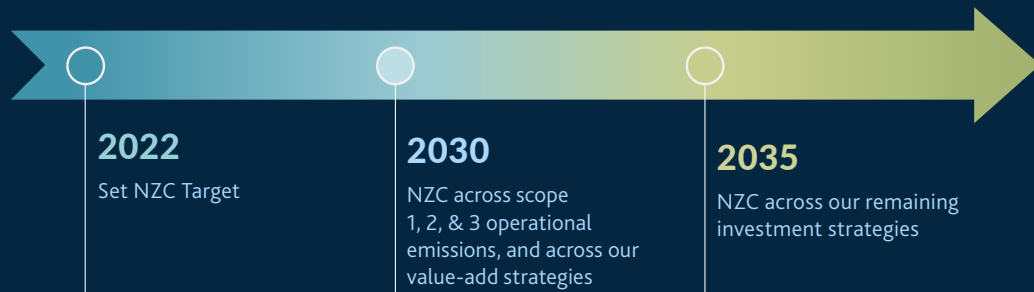 2022
Set NZC Target
2030
NZC across scope
1, 2, & 3 operational
emissions, and across our
value-add strategies
2035
NZC across our remaining
investment strategies